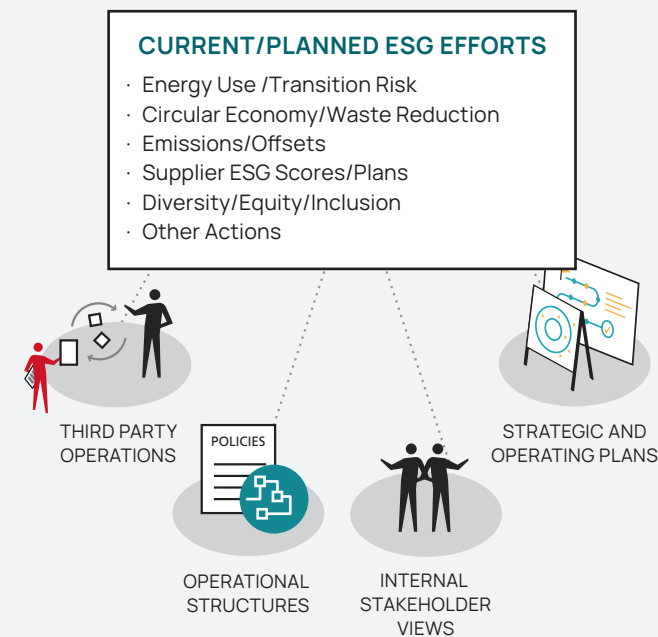 CURRENT/PLANNED ESG EFFORTS
· Energy Use /Transition Risk
· Circular Economy/Waste Reduction
· Emissions/Offsets
· Supplier ESG Scores/Plans
· Diversity/Equity/Inclusion
· Other Actions
THIRD PARTY
OPERATIONS
POLICIES
OPERATIONAL
STRUCTURES
INTERNAL
STAKEHOLDER
VIEWS
STRATEGIC AND
OPERATING PLANS